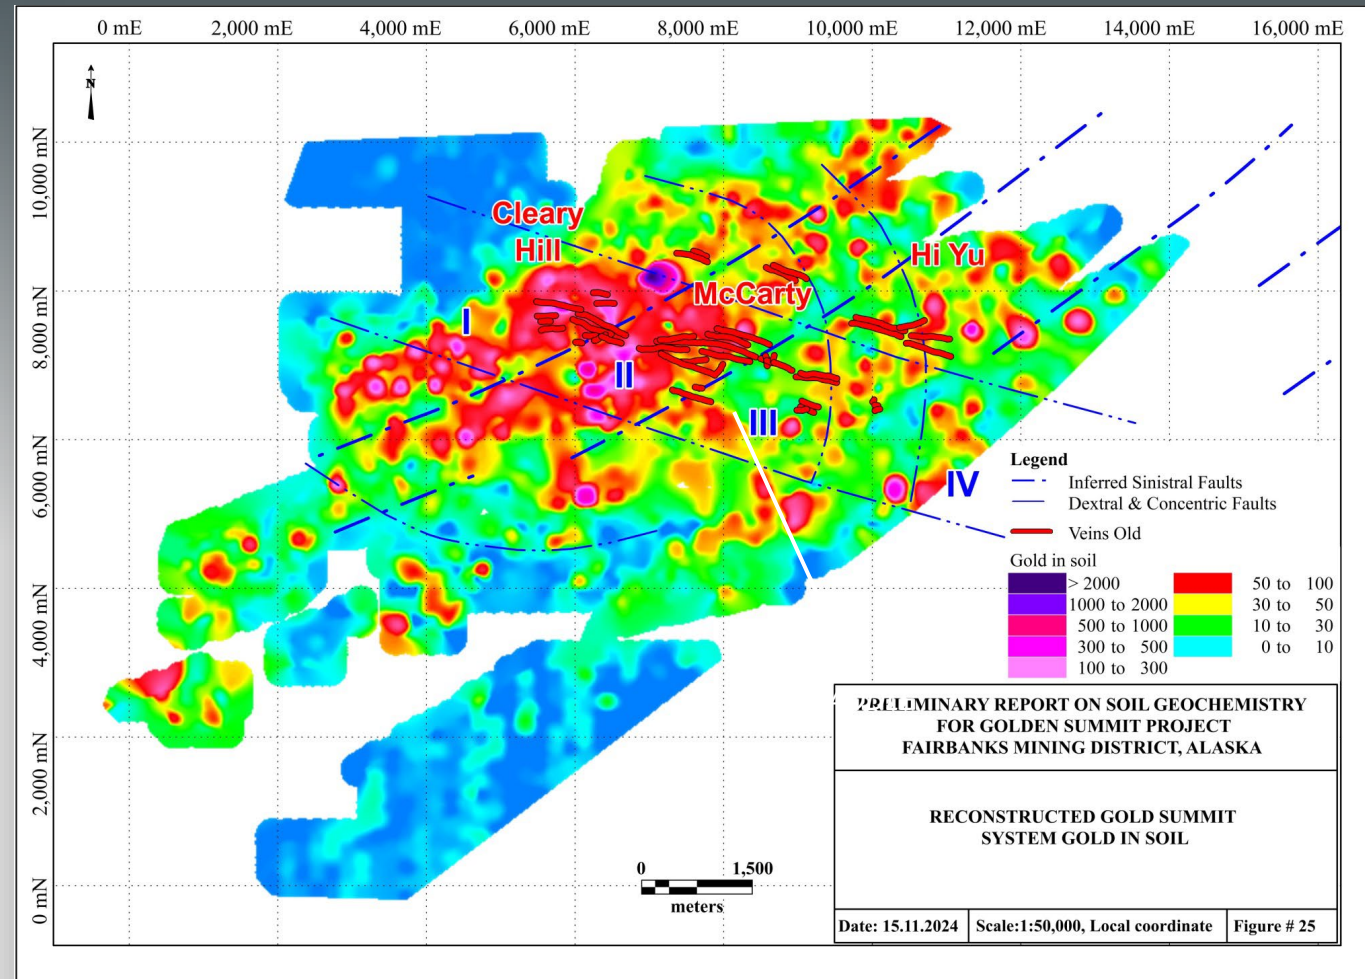 0 mE 2,000 mE 4,000 mE 6,000 mE 8,000 mE 10,000 mE 12,000 mE 14,000 mE 16,000 mE
N
10,000 mN
8,000 mN
6,000 mN
4,000 mN
2,000 mN
0 mN
Cleary
Hill
Hi Yu
McCarty
I
II
III
IV
Legend
Inferred Sinistral Faults
Dextral & Concentric Faults
Veins Old
Gold in soil
> 2000
1000 to 2000
500 to 1000
300 to 500
100 to 300
50 to 100
30 to 50
10 to 30
0 to 10
0 1,500
meters
PRELIMINARY REPORT ON SOIL GEOCHEMISTRY
FOR GOLDEN SUMMIT PROJECT
FAIRBANKS MINING DISTRICT, ALASKA
RECONSTRUCTED GOLD SUMMIT
SYSTEM GOLD IN SOIL
Date: 15.11.2024 Scale:1:50,000, Local coordinate Figure # 25